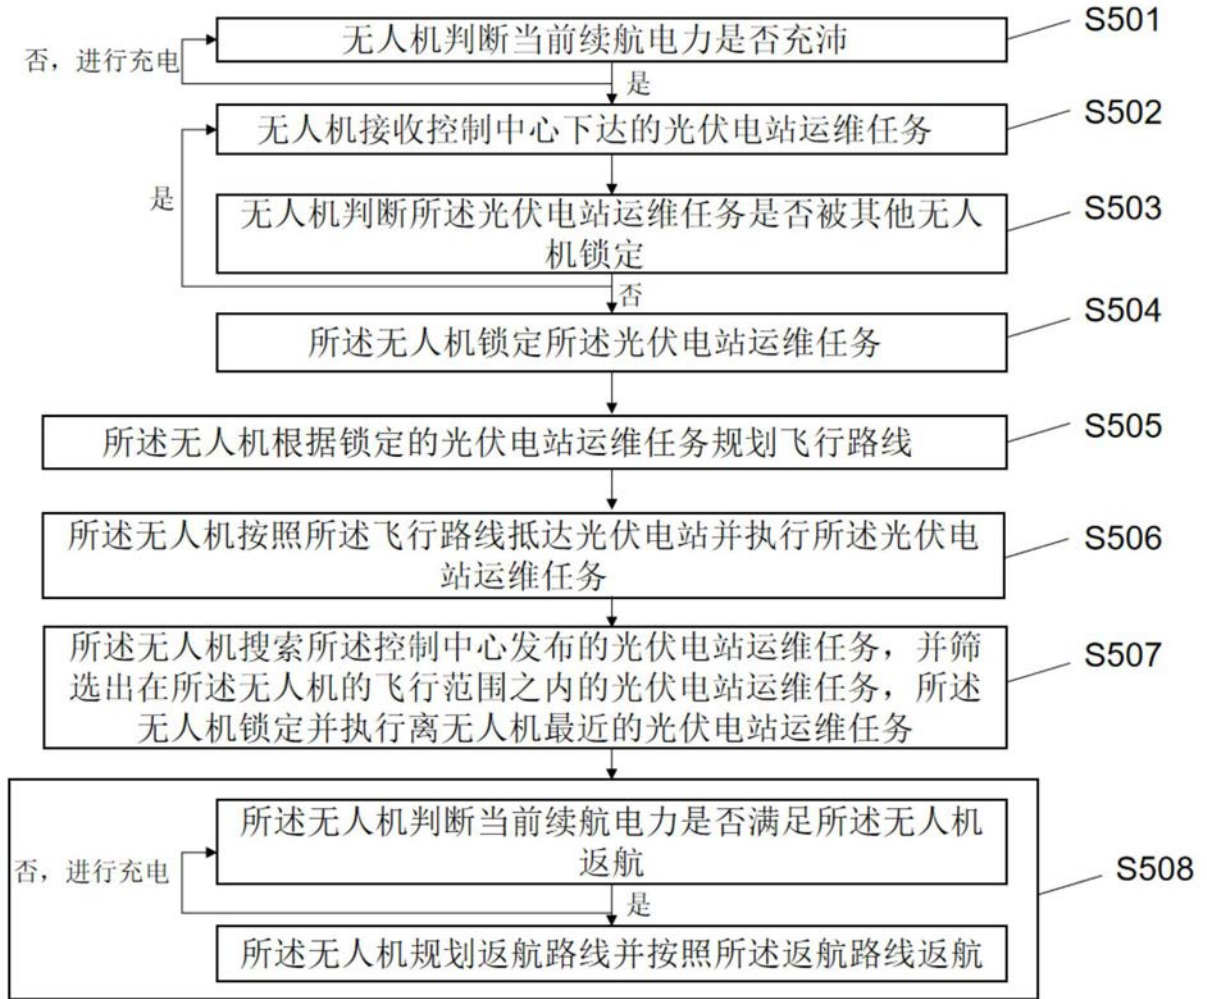 无人机判断当前续航电力是否充沛
S501
否，进行充电
是
无人机接收控制中心下达的光伏电站运维任务
S502
是
无人机判断所述光伏电站运维任务是否被其他无人
机锁定
S503
否
所述无人机锁定所述光伏电站运维任务
S504
所述无人机根据锁定的光伏电站运维任务规划飞行路线
S505
所述无人机按照所述飞行路线抵达光伏电站并执行所述光伏电
站运维任务
S506
所述无人机搜索所述控制中心发布的光伏电站运维任务，并筛
选出在所述无人机的飞行范围之内的光伏电站运维任务，所述
无人机锁定并执行离无人机最近的光伏电站运维任务
S507
所述无人机判断当前续航电力是否满足所述无人机
返航
否，进行充电
S508
是
所述无人机规划返航路线并按照所述返航路线返航